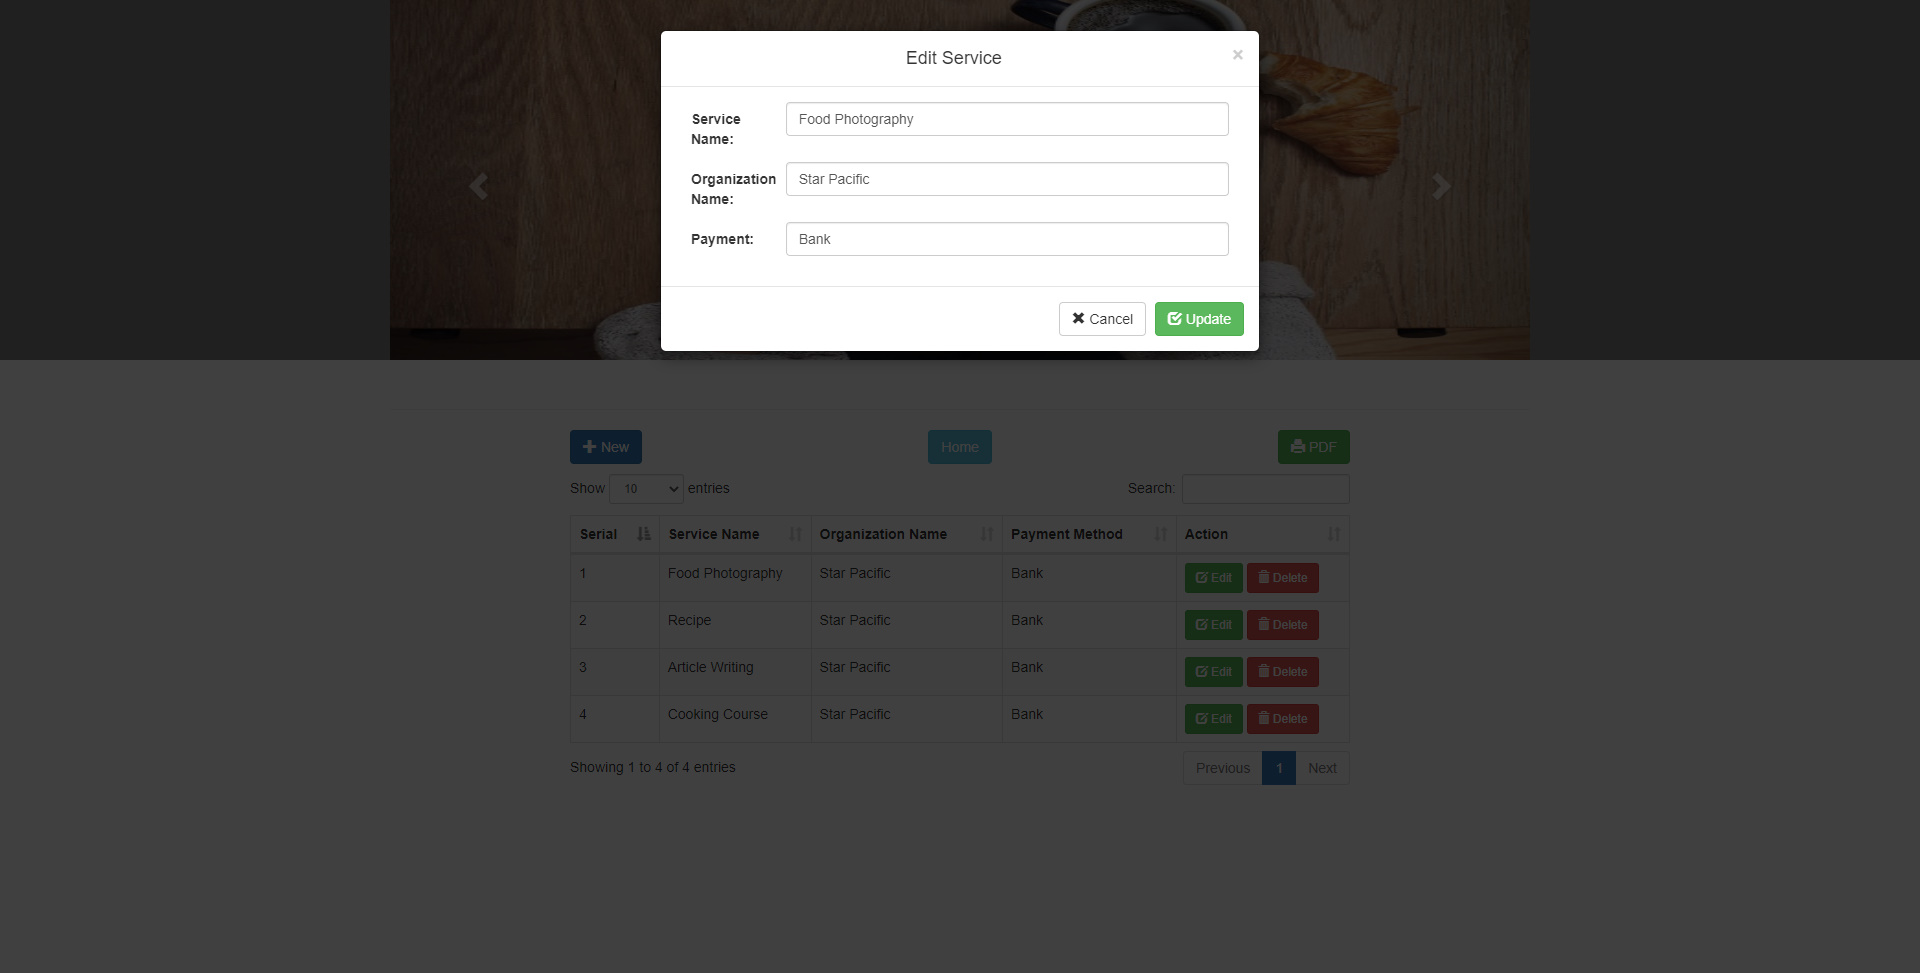 Edit Service ×
Service Name: Food Photography
Organization Name: Star Pacific
Payment: Bank
Cancel Update
New Home PDF
Show 10 entries Search:
Serial Service Name Organization Name Payment Method Action
1 Food Photography Star Pacific Bank Edit Delete
2 Recipe Star Pacific Bank Edit Delete
3 Article Writing Star Pacific Bank Edit Delete
4 Cooking Course Star Pacific Bank Edit Delete
Showing 1 to 4 of 4 entries Previous 1 Next